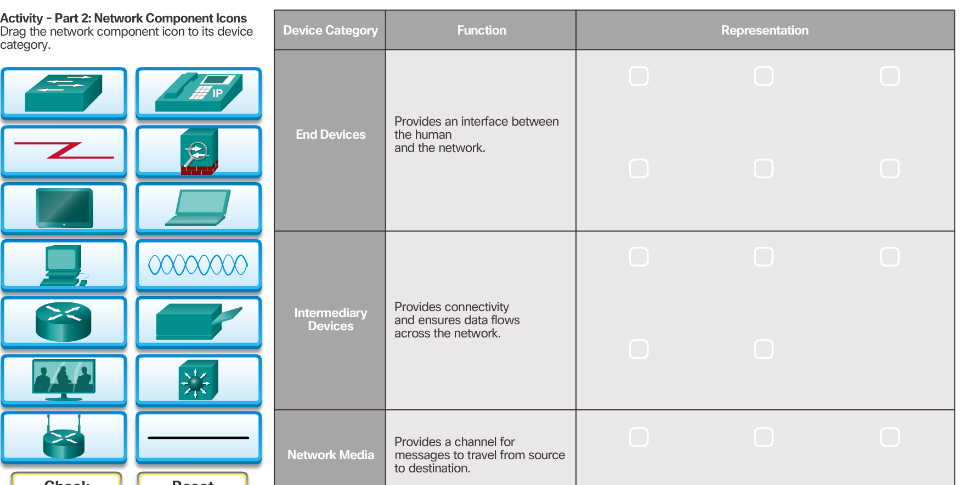 Activity - Part 2: Network Component Icons
Drag the network component icon to its device
category.
IP
Device Category
Function
Representation
End Devices
Provides an interface between
the human
and the network.
Intermediary
Devices
Provides connectivity
and ensures data flows
across the network.
Network Media
Provides a channel for
messages to travel from source
to destination.
Check
Reset